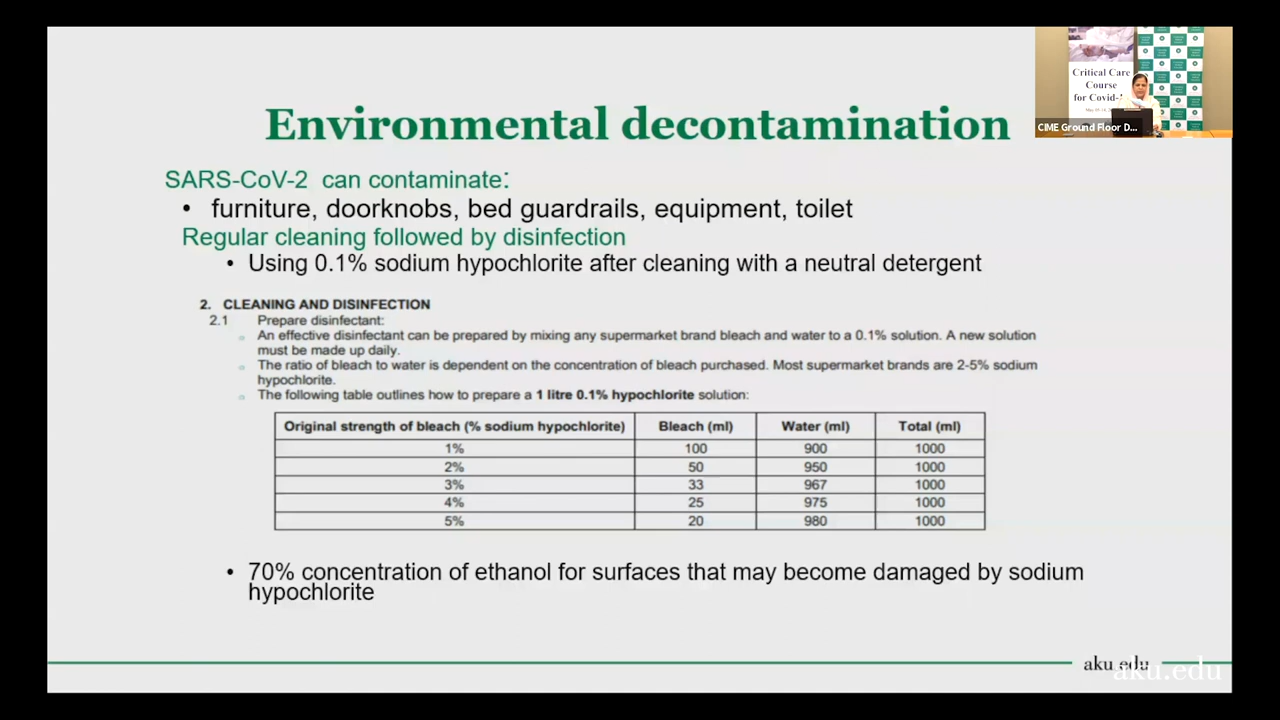 Critical Care
Course
for Covid-
CIME Ground Floor D...
Environmental decontamination
SARS-CoV-2 can contaminate:
• furniture, doorknobs, bed guardrails, equipment, toilet
Regular cleaning followed by disinfection
• Using 0.1% sodium hypochlorite after cleaning with a neutral detergent
2. CLEANING AND DISINFECTION
2.1 Prepare disinfectant:
An effective disinfectant can be prepared by mixing any supermarket brand bleach and water to a 0.1% solution. A new solution
must be made up daily.
The ratio of bleach to water is dependent on the concentration of bleach purchased. Most supermarket brands are 2-5% sodium
hypochlorite.
The following table outlines how to prepare a 1 litre 0.1% hypochlorite solution:
Original strength of bleach (% sodium hypochlorite) Bleach (ml) Water (ml) Total (ml)
1% 100 900 1000
2% 50 950 1000
3% 33 967 1000
4% 25 975 1000
5% 20 980 1000
• 70% concentration of ethanol for surfaces that may become damaged by sodium
hypochlorite
aku.edu
aku.edu